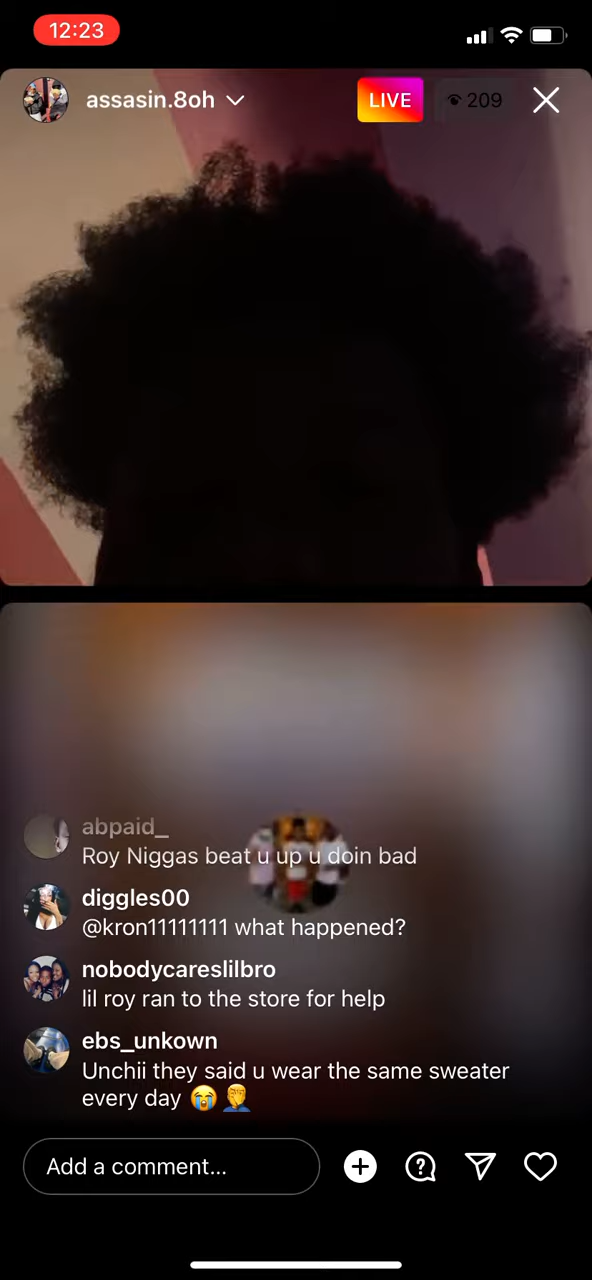 12:23
assasin.8oh
LIVE
209
abpaid_
Roy Niggas beat u up u doin bad
diggles00
@kron11111111 what happened?
nobodycareslilbro
lil roy ran to the store for help
ebs_unkown
Unchii they said u wear the same sweater
every day 😭🤦‍♂️
Add a comment...